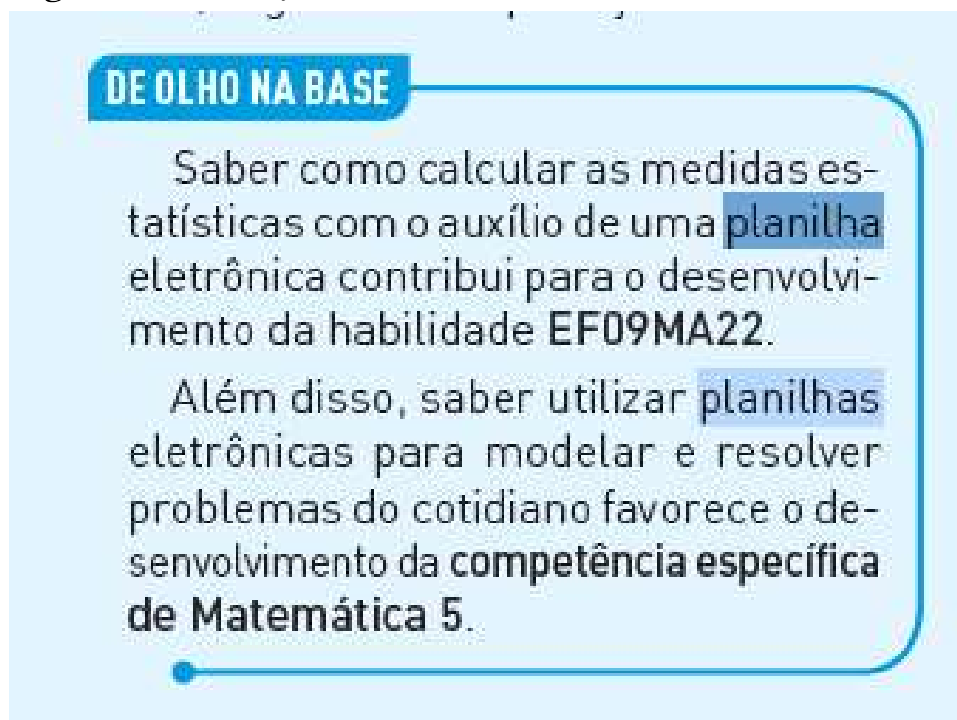 DE OLHO NA BASE
Saber como calcular as medidas es-
tatísticas com o auxílio de uma planilha
eletrônica contribui para o desenvolvi-
mento da habilidade EF09MA22.
Além disso, saber utilizar planilhas
eletrônicas para modelar e resolver
problemas do cotidiano favorece o de-
senvolvimento da competência específica
de Matemática 5.